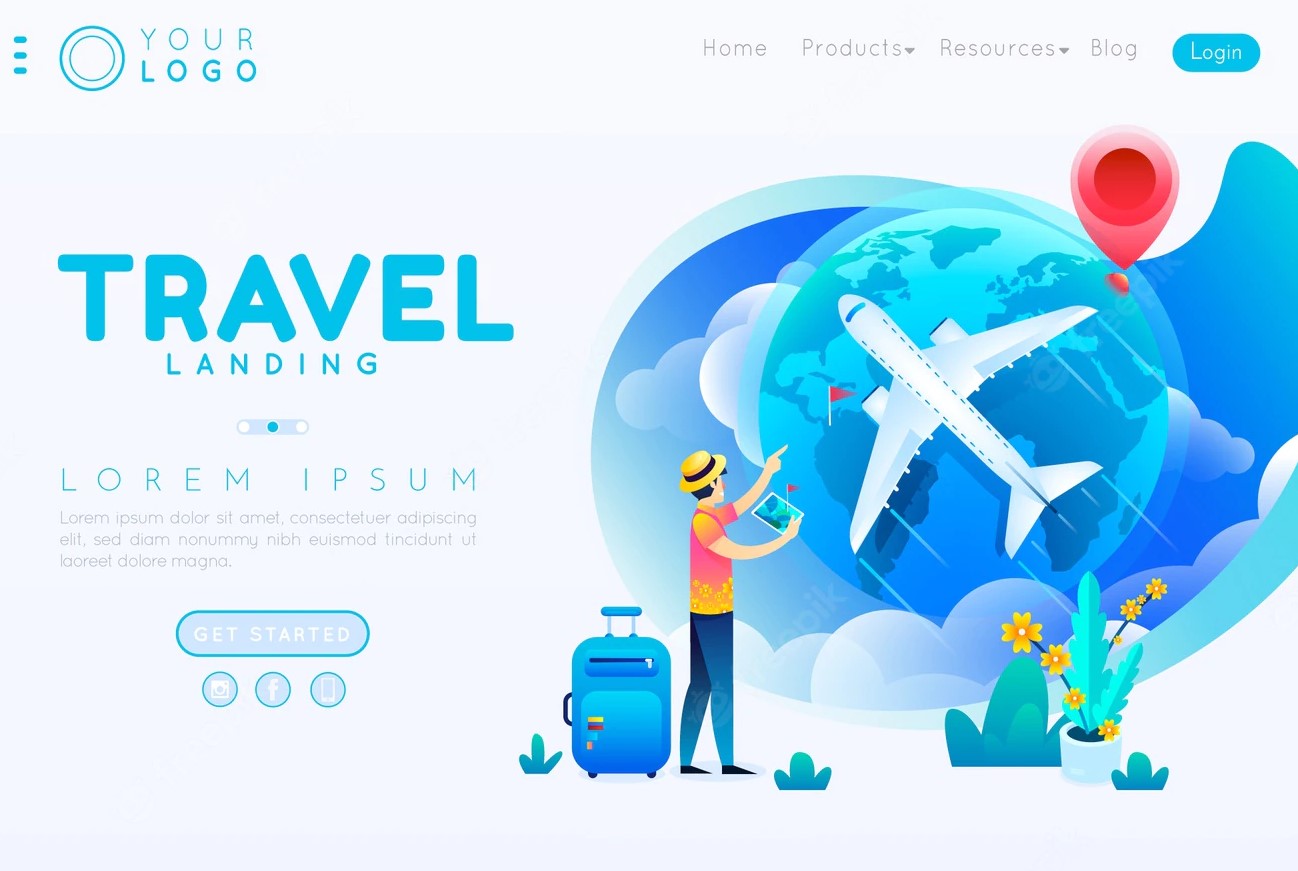 YOUR
LOGO
Home Products Resources Blog Login
TRAVEL
LANDING
LOREM IPSUM
Lorem ipsum dolor sit amet, consectetuer adipiscing
elit, sed diam nonummy nibh euismod tincidunt ut
laoreet dolore magna.
GET STARTED